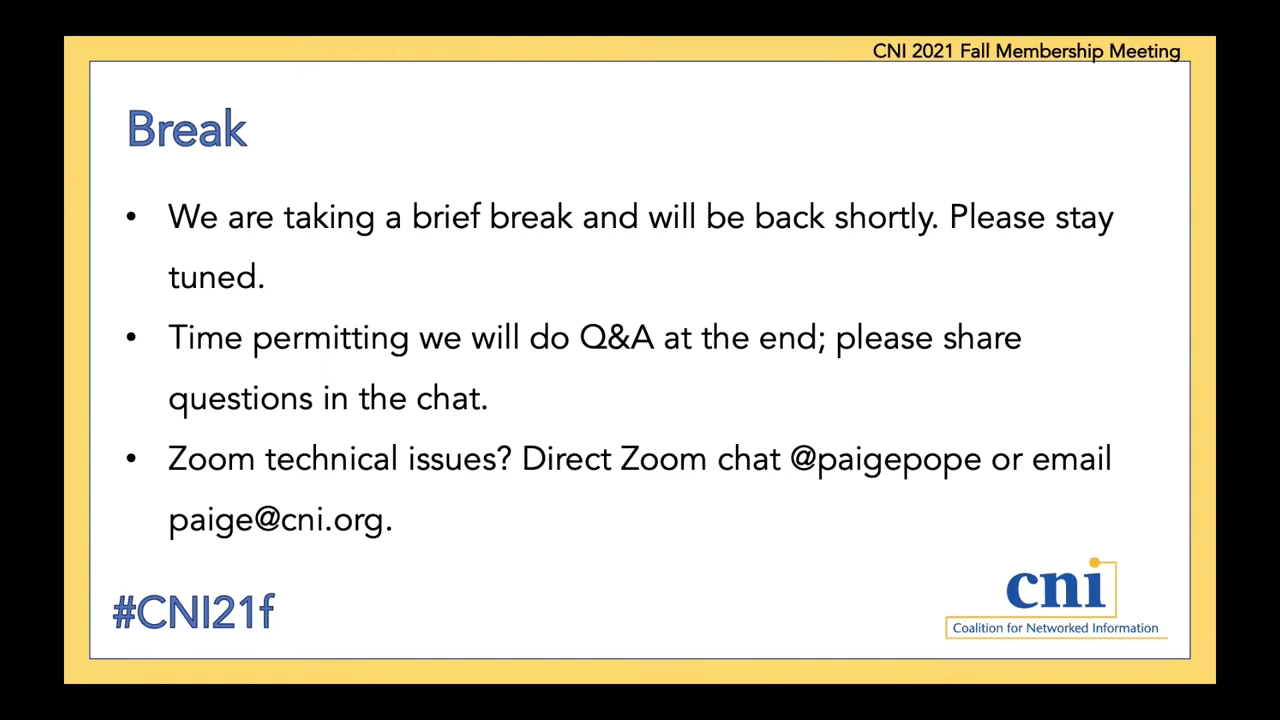 CNI 2021 Fall Membership Meeting
Break
• We are taking a brief break and will be back shortly. Please stay
tuned.
• Time permitting we will do Q&A at the end; please share
questions in the chat.
• Zoom technical issues? Direct Zoom chat @paigepope or email
paige@cni.org.
#CNI21f
cni
Coalition for Networked Information